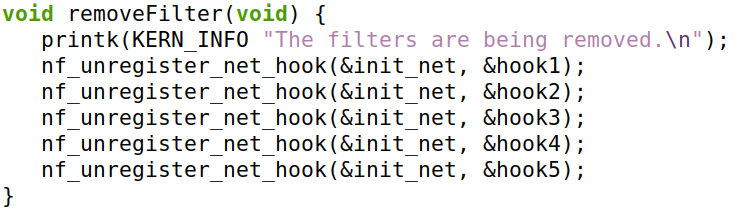 void removeFilter(void) {
   printk(KERN_INFO "The filters are being removed.\n");
   nf_unregister_net_hook(&init_net, &hook1);
   nf_unregister_net_hook(&init_net, &hook2);
   nf_unregister_net_hook(&init_net, &hook3);
   nf_unregister_net_hook(&init_net, &hook4);
   nf_unregister_net_hook(&init_net, &hook5);
}